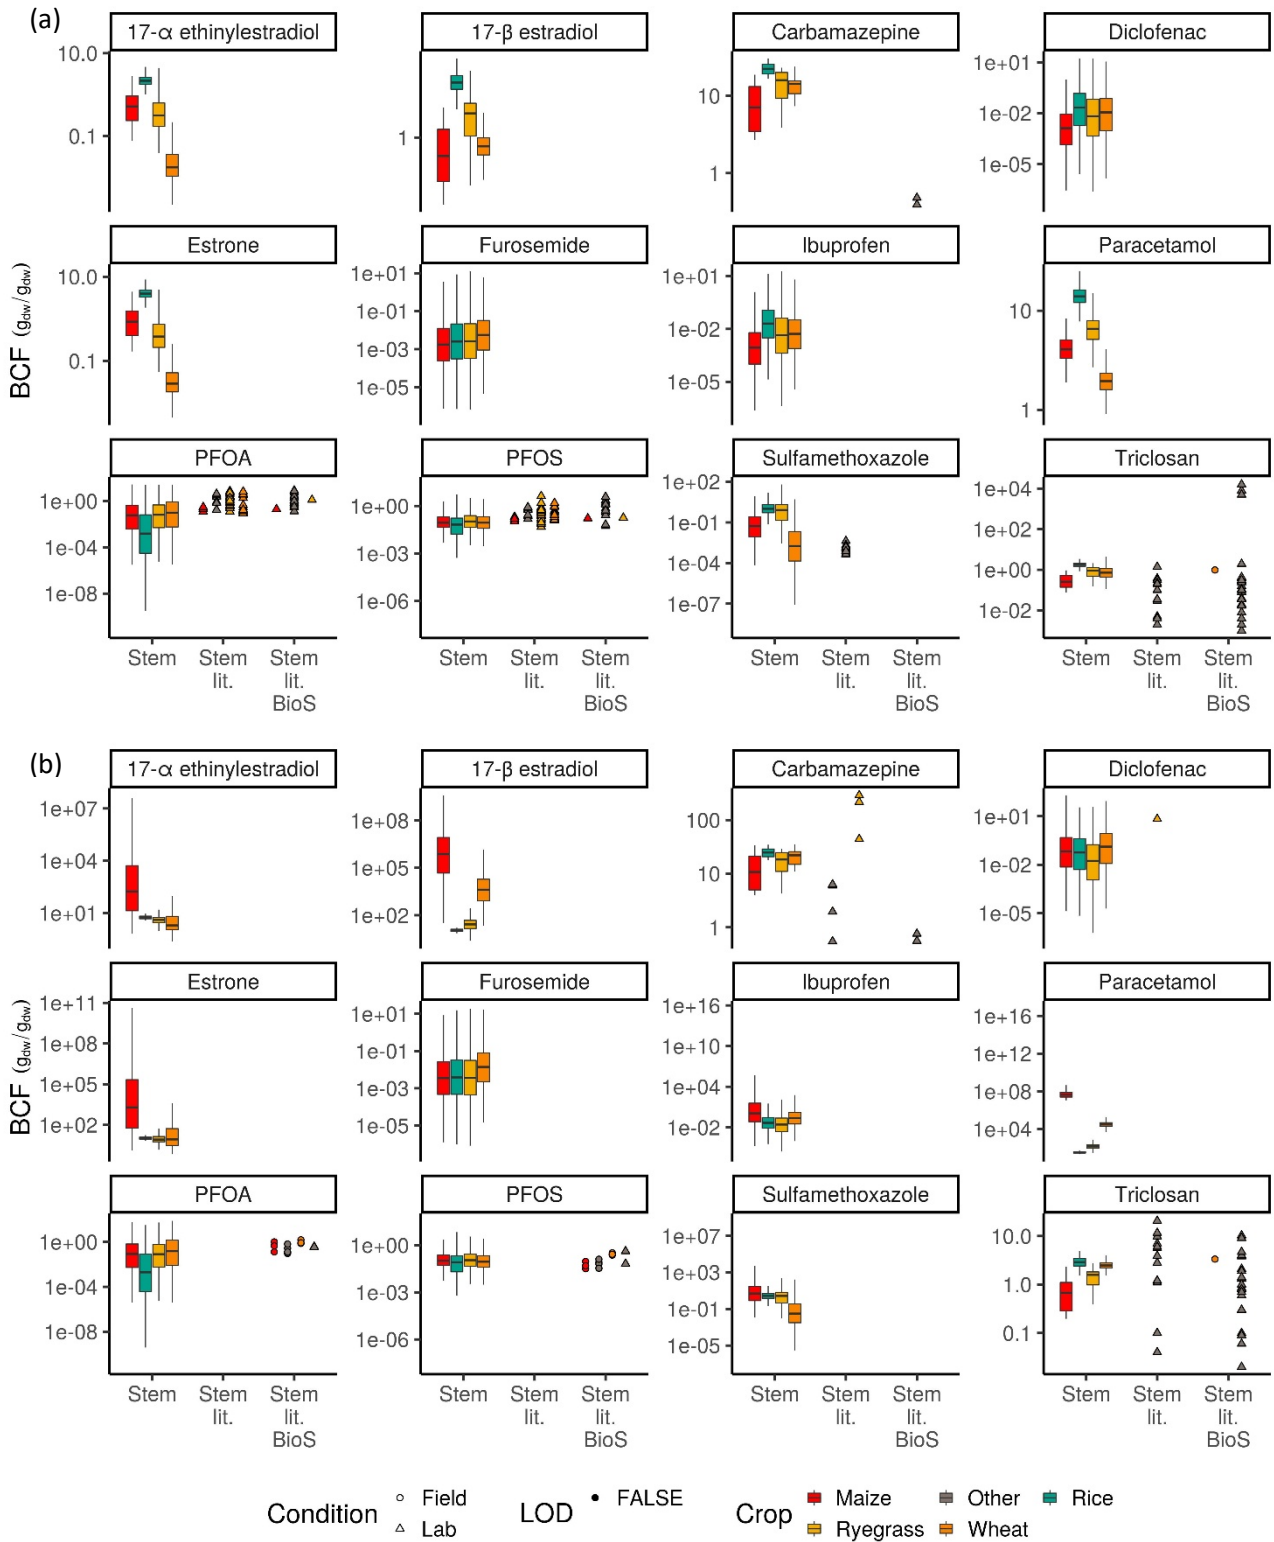 (a)
17-α ethinylestradiol
17-β estradiol
Carbamazepine
Diclofenac
10.0
0.1
1
10
1
1e+01
1e-02
1e-05
Estrone
Furosemide
Ibuprofen
Paracetamol
10.0
0.1
1e+01
1e-01
1e-03
1e-05
1e+01
1e-02
1e-05
10
1
BCF (gdw/gdw)
PFOA
PFOS
Sulfamethoxazole
Triclosan
1e+00
1e-04
1e-08
1e+00
1e-03
1e-06
1e+02
1e-01
1e-04
1e-07
1e+04
1e+02
1e+00
1e-02
Stem
Stem
lit.
Stem
lit.
BioS
Stem
Stem
lit.
Stem
lit.
BioS
Stem
Stem
lit.
Stem
lit.
BioS
Stem
Stem
lit.
Stem
lit.
BioS
(b)
17-α ethinylestradiol
17-β estradiol
Carbamazepine
Diclofenac
1e+07
1e+04
1e+01
1e+08
1e+05
1e+02
100
10
1
1e+01
1e-02
1e-05
Estrone
Furosemide
Ibuprofen
Paracetamol
1e+11
1e+08
1e+05
1e+02
1e+01
1e-01
1e-03
1e-05
1e+16
1e+10
1e+04
1e-02
1e+16
1e+12
1e+08
1e+04
BCF (gdw/gdw)
PFOA
PFOS
Sulfamethoxazole
Triclosan
1e+00
1e-04
1e-08
1e+00
1e-03
1e-06
1e+07
1e+03
1e-01
1e-05
10.0
1.0
0.1
Stem
Stem
lit.
Stem
lit.
BioS
Stem
Stem
lit.
Stem
lit.
BioS
Stem
Stem
lit.
Stem
lit.
BioS
Stem
Stem
lit.
Stem
lit.
BioS
Condition
Field
Lab
LOD
FALSE
Crop
Maize
Other
Rice
Ryegrass
Wheat